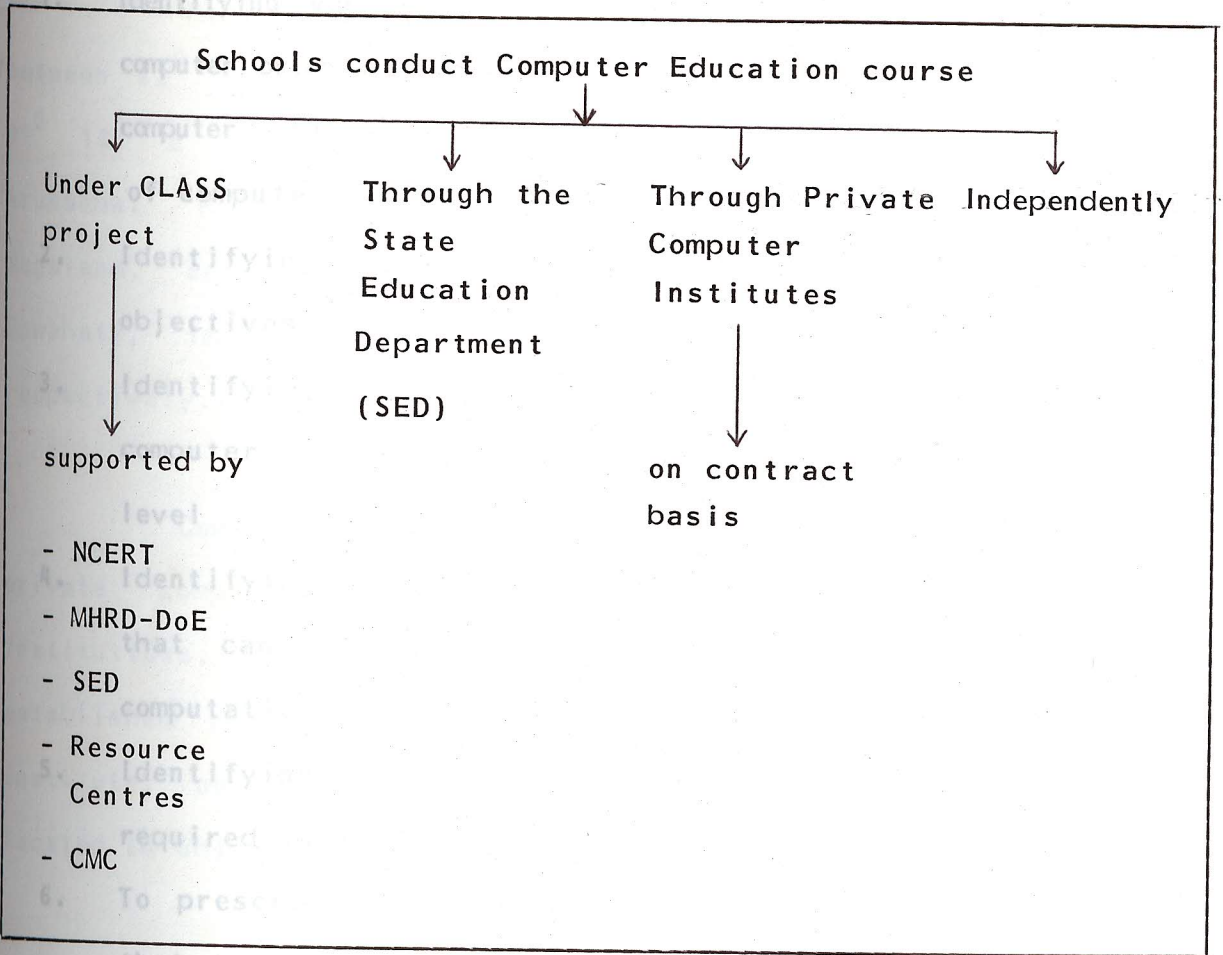 Schools conduct Computer Education course
Under CLASS
project
supported by
- NCERT
- MHRD-DoE
- SED
- Resource
Centres
- CMC
Through the
State
Education
Department
(SED)
Through Private
Computer
Institutes
on contract
basis
Independently